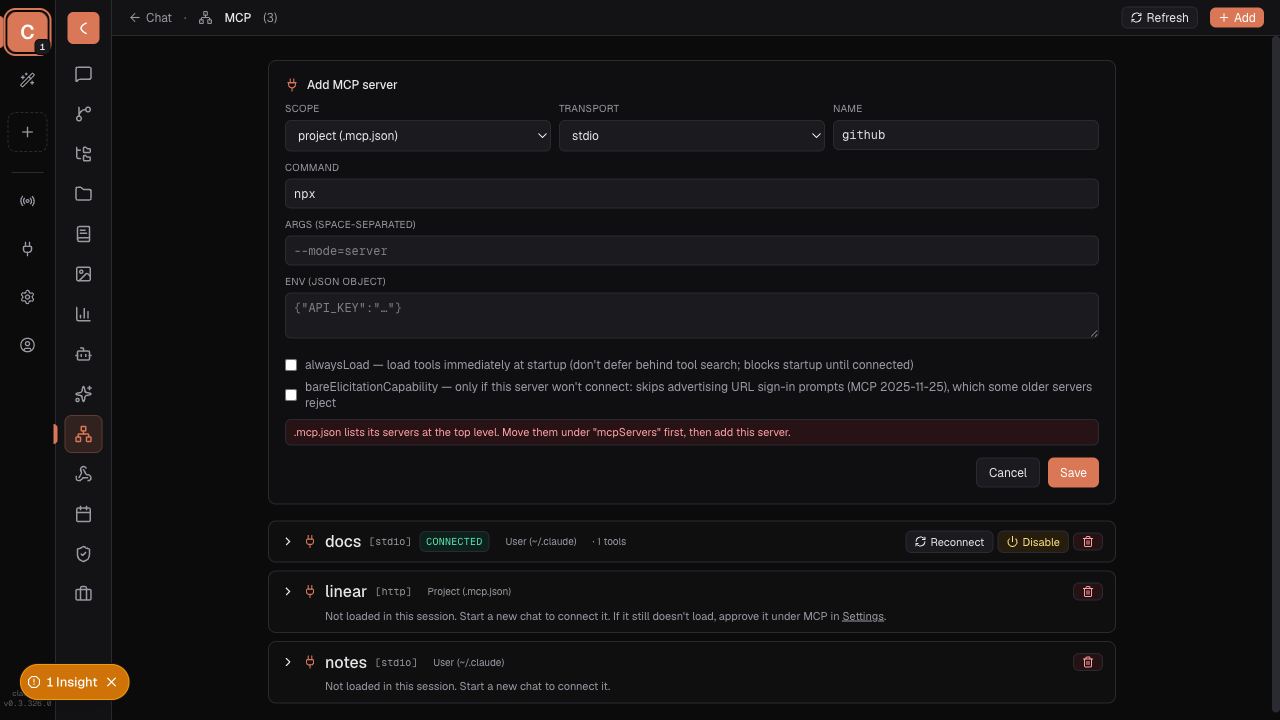 C
1
Chat · MCP (3)
Refresh
Add
Add MCP server
SCOPE
TRANSPORT
NAME
project (.mcp.json)
stdio
github
COMMAND
npx
ARGS (SPACE-SEPARATED)
--mode=server
ENV (JSON OBJECT)
{"API_KEY":"…"}
alwaysLoad — load tools immediately at startup (don't defer behind tool search; blocks startup until connected)
bareElicitationCapability — only if this server won't connect: skips advertising URL sign-in prompts (MCP 2025-11-25), which some older servers
reject
.mcp.json lists its servers at the top level. Move them under "mcpServers" first, then add this server.
Cancel
Save
docs [stdio] CONNECTED User (~/.claude) · 1 tools
Reconnect
Disable
linear [http] Project (.mcp.json)
Not loaded in this session. Start a new chat to connect it. If it still doesn't load, approve it under MCP in Settings.
notes [stdio] User (~/.claude)
Not loaded in this session. Start a new chat to connect it.
1 Insight
v0.3.326.0